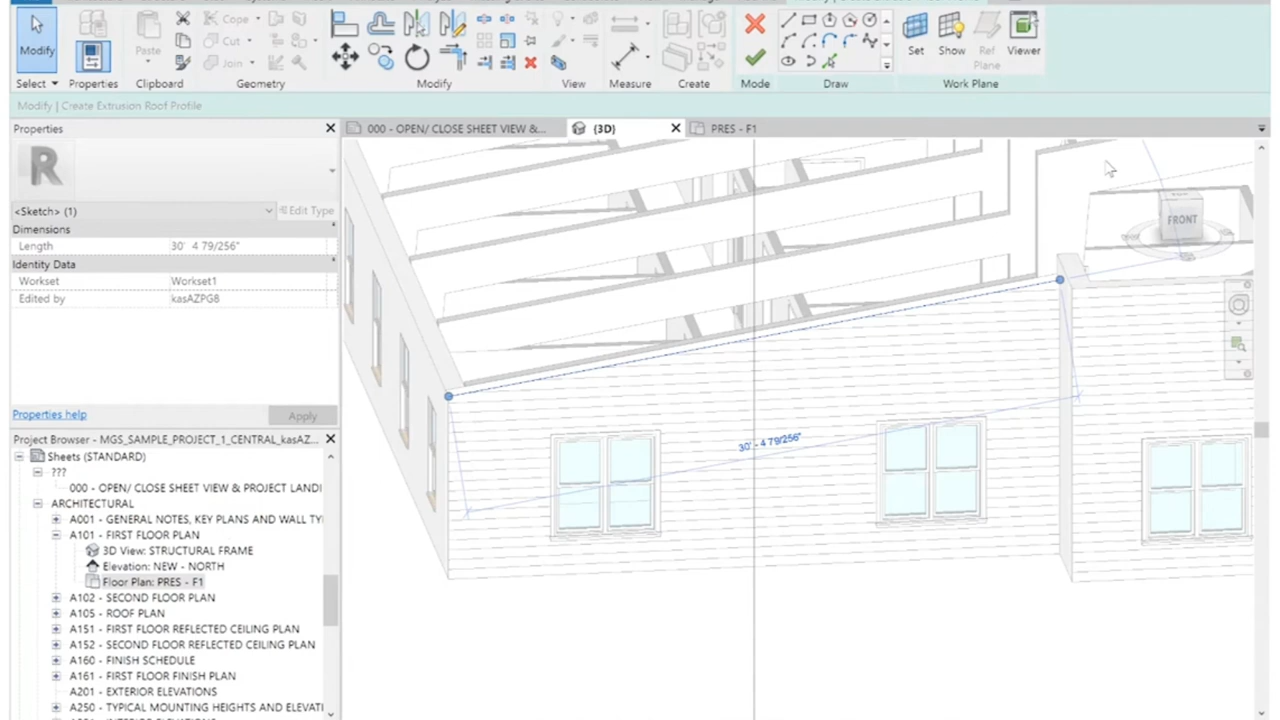 Modify
Select
Properties
Paste
Clipboard
Cope
Cut
Join
Geometry
Modify
View
Measure
Create
Mode
Draw
Set
Show
Ref
Plane
Viewer
Work Plane
Modify | Create Extrusion Roof Profile
Properties
000 - OPEN/ CLOSE SHEET VIEW &...
{3D}
PRES - F1
R
<Sketch> (1)
Edit Type
Dimensions
Length 30' 4 79/256"
Identity Data
Workset Workset1
Edited by kasAZPG8
Properties help
Apply
Project Browser - MGS_SAMPLE_PROJECT_1_CENTRAL_kasAZ...
Sheets (STANDARD)
???
000 - OPEN/ CLOSE SHEET VIEW & PROJECT LANDI
ARCHITECTURAL
A001 - GENERAL NOTES, KEY PLANS AND WALL TY
A101 - FIRST FLOOR PLAN
3D View: STRUCTURAL FRAME
Elevation: NEW - NORTH
Floor Plan: PRES - F1
A102 - SECOND FLOOR PLAN
A105 - ROOF PLAN
A151 - FIRST FLOOR REFLECTED CEILING PLAN
A152 - SECOND FLOOR REFLECTED CEILING PLAN
A160 - FINISH SCHEDULE
A161 - FIRST FLOOR FINISH PLAN
A201 - EXTERIOR ELEVATIONS
A250 - TYPICAL MOUNTING HEIGHTS AND ELEVATI
FRONT
30' - 4 79/256"